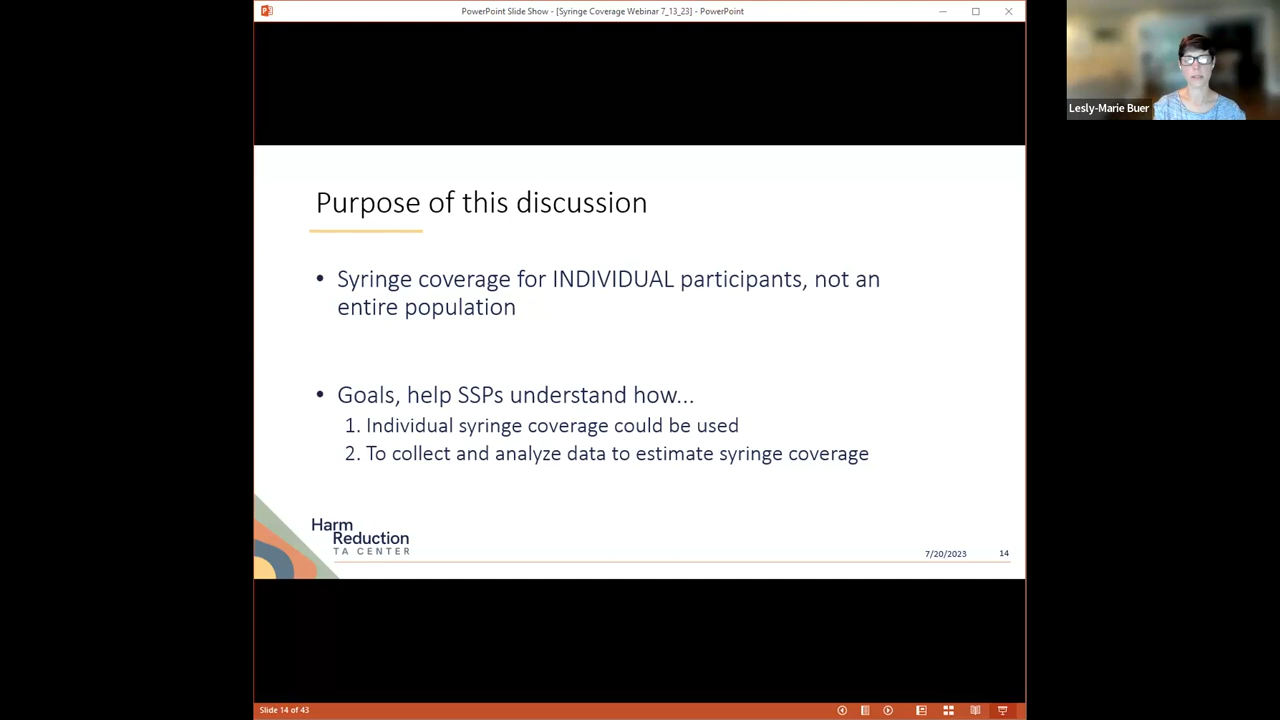 PowerPoint Slide Show - [Syringe Coverage Webinar 7_13_23] - PowerPoint
Lesly-Marie Buer
Purpose of this discussion
• Syringe coverage for INDIVIDUAL participants, not an
entire population
• Goals, help SSPs understand how...
1. Individual syringe coverage could be used
2. To collect and analyze data to estimate syringe coverage
Harm
Reduction
TA CENTER
7/20/2023
14
Slide 14 of 43